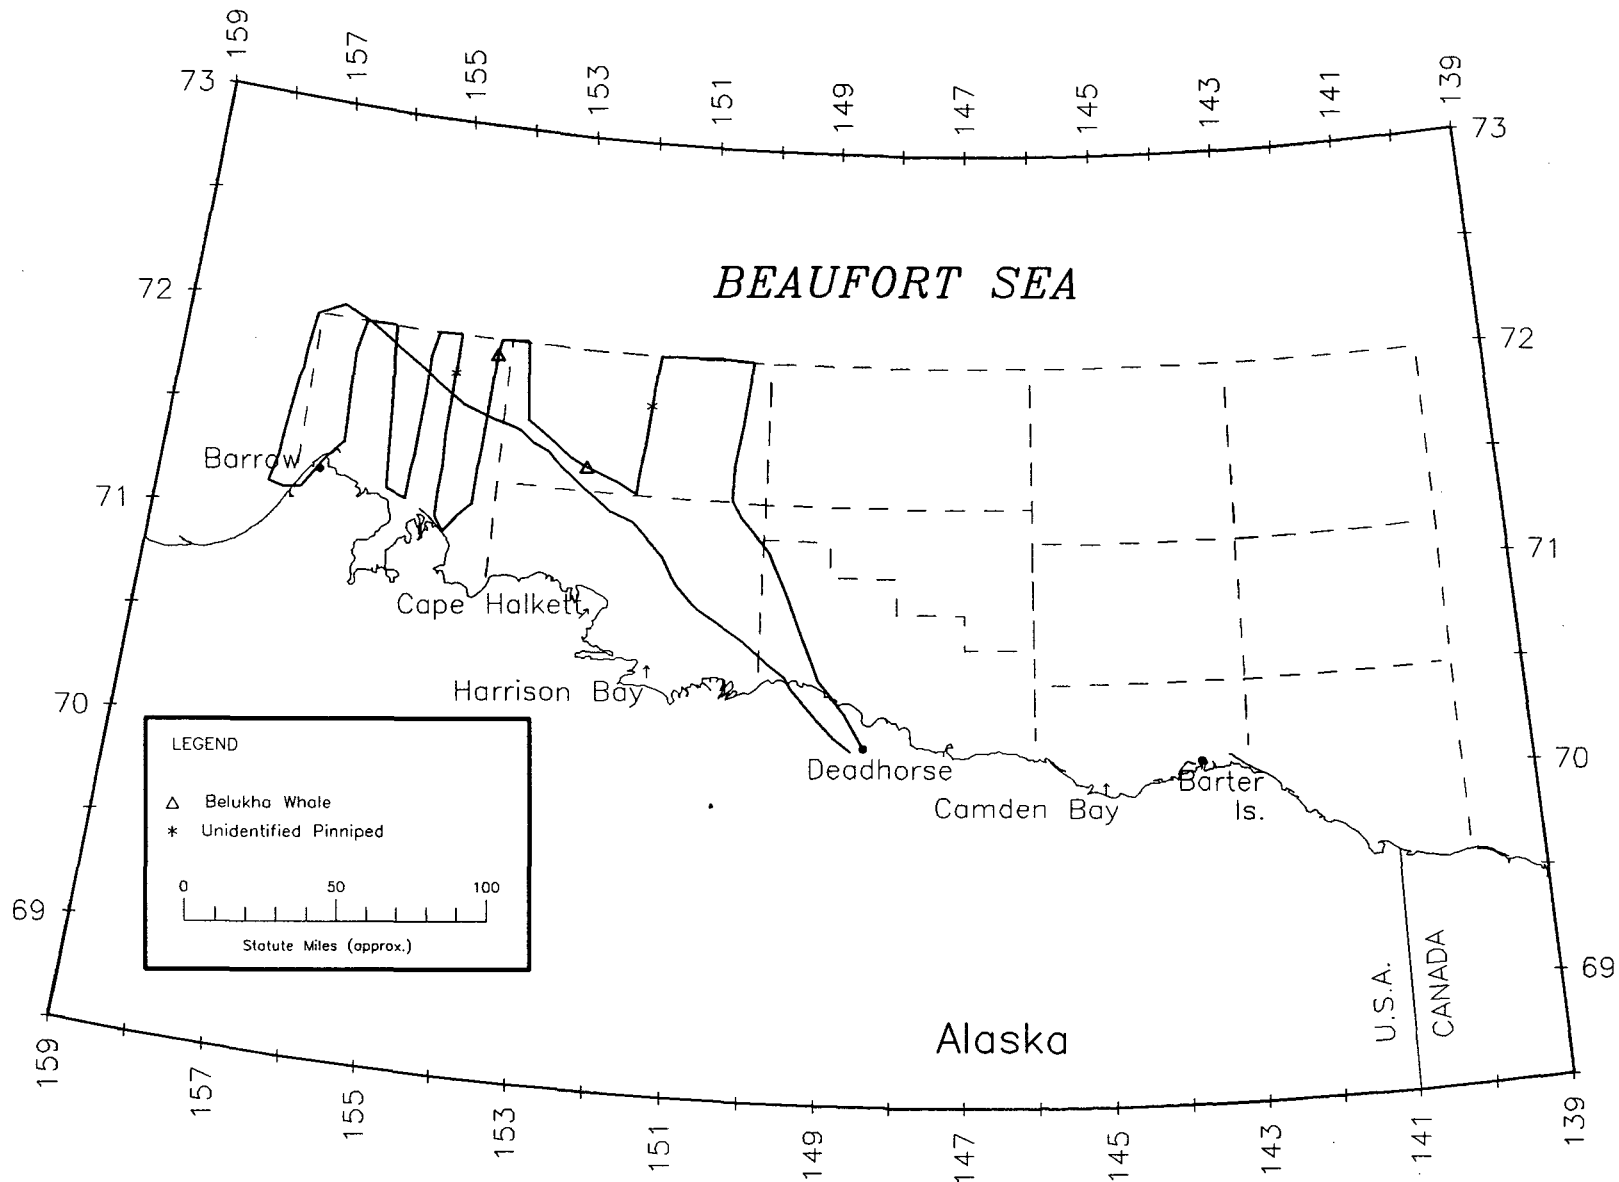 159
157
155
153
151
149
147
145
143
141
139
73
73
BEAUFORT SEA
72
72
Barrow
71
71
Cape Halkett
Harrison Bay
70
70
Deadhorse
Camden Bay
Barter
Is.
LEGEND
Belukha Whale
Unidentified Pinniped
0 50 100
Statute Miles (approx.)
69
69
U.S.A.
CANADA
Alaska
159
157
155
153
151
149
147
145
143
141
139